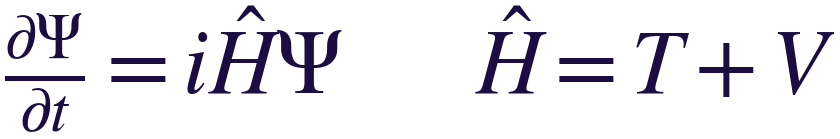 ∂Ψ/∂t = iĤΨ Ĥ = T + V